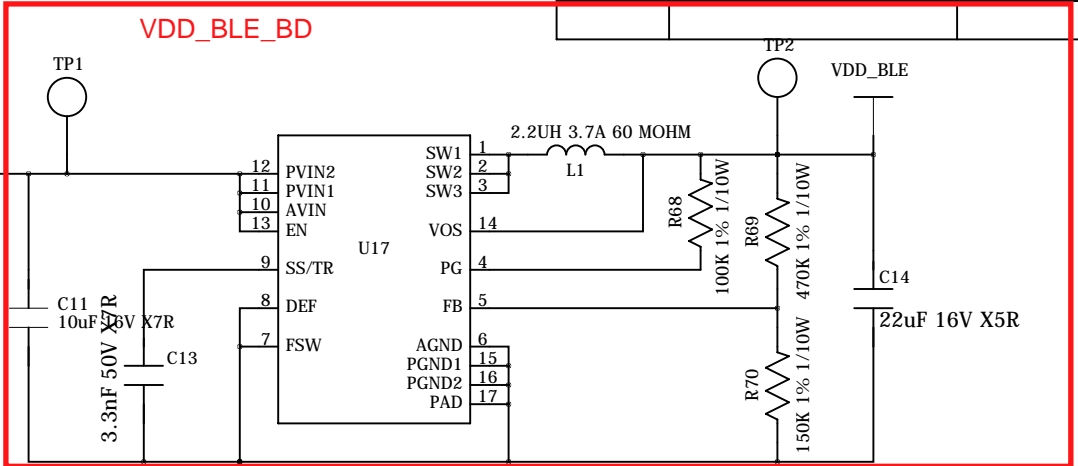 VDD_BLE_BD
TP1
TP2
VDD_BLE
2.2UH 3.7A 60 MOHM
L1
12 PVIN2
11 PVIN1
10 AVIN
13 EN
9 SS/TR
8 DEF
7 FSW
U17
SW1 1
SW2 2
SW3 3
VOS 14
PG 4
FB 5
AGND 6
PGND1 15
PGND2 16
PAD 17
R68
100K 1% 1/10W
R69
470K 1% 1/10W
C14
22uF 16V X5R
C11
10uF 16V X7R
3.3nF 50V X7R
C13
R70
150K 1% 1/10W